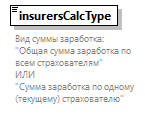 insurersCalcType
Вид суммы заработка:
"Общая сумма заработка по
всем страхователям"
ИЛИ
"Сумма заработка по одному
(текущему) страхователю"